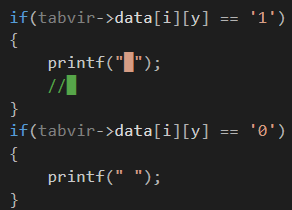 if(tabvir->data[i][y] == '1')
{
    printf("█");
    //█
}
if(tabvir->data[i][y] == '0')
{
    printf(" ");
}